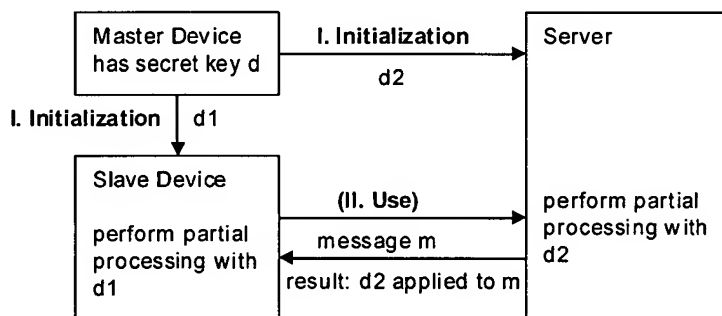 Master Device
has secret key d
I. Initialization
d2
Server
I. Initialization
d1
Slave Device
perform partial
processing with
d1
(II. Use)
message m
result: d2 applied to m
perform partial
processing with
d2